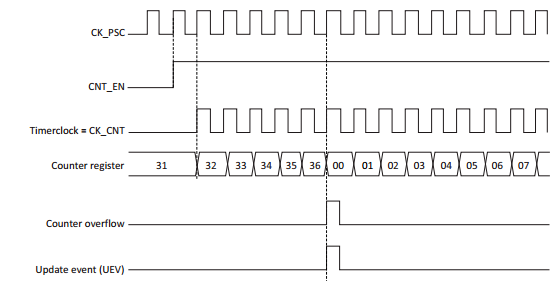 CK_PSC
CNT_EN
Timerclock = CK_CNT
Counter register 31 32 33 34 35 36 00 01 02 03 04 05 06 07
Counter overflow
Update event (UEV)